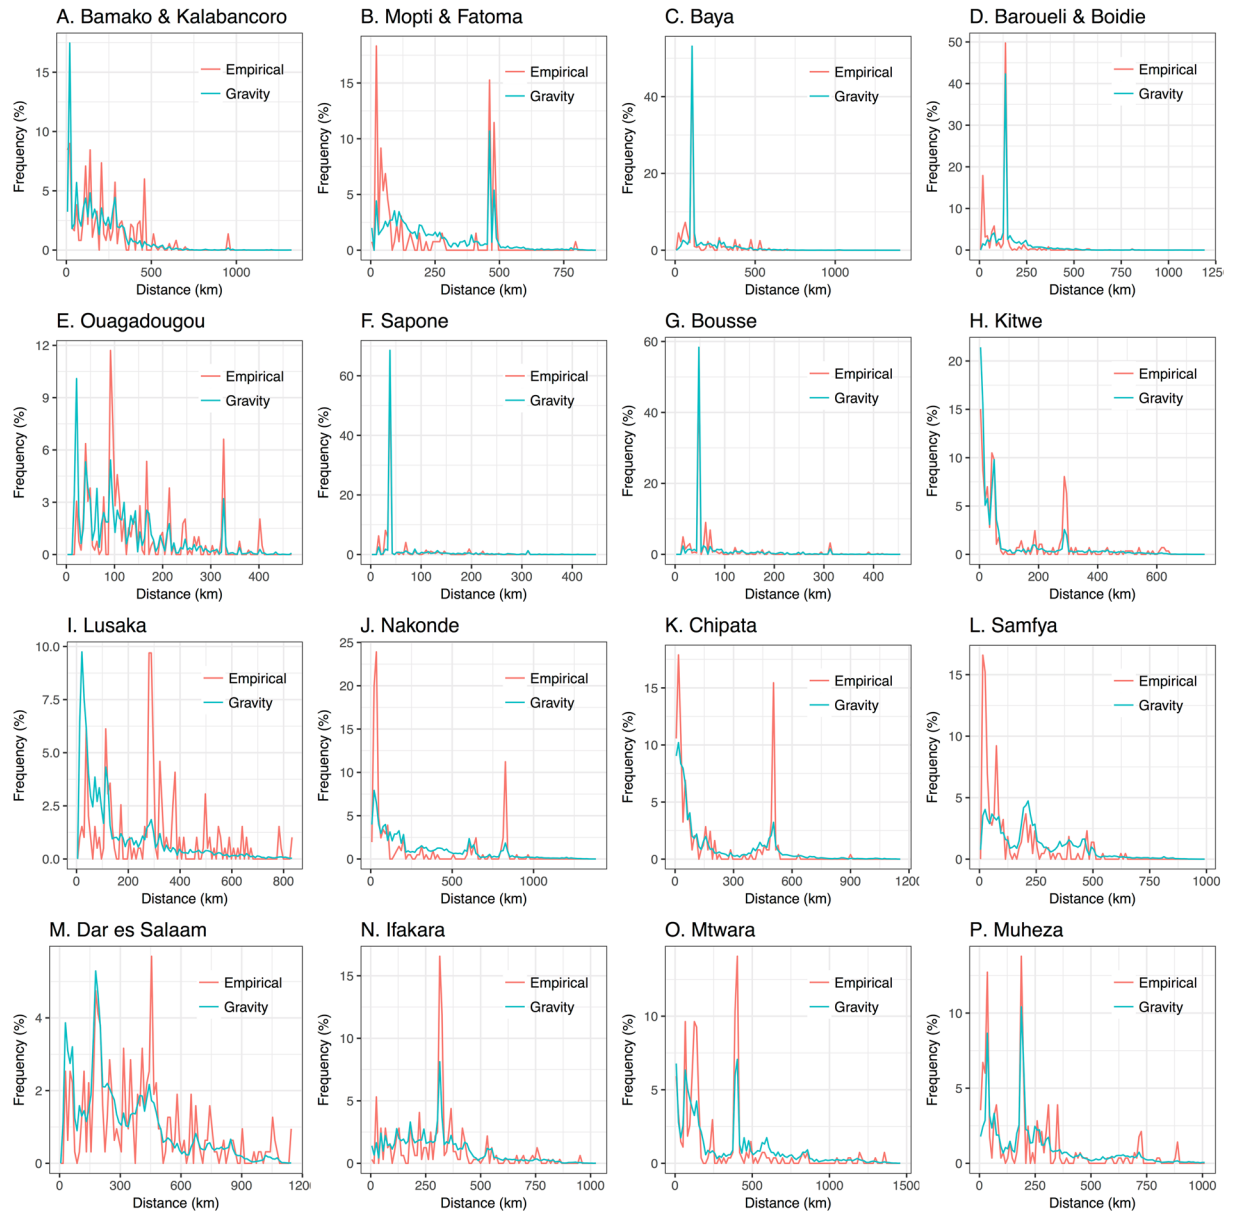 A. Bamako & Kalabancoro
Frequency (%)
15
10
5
0
Empirical
Gravity
0 500 1000
Distance (km)
B. Mopti & Fatoma
Frequency (%)
15
10
5
0
Empirical
Gravity
0 250 500 750
Distance (km)
C. Baya
Frequency (%)
40
20
0
Empirical
Gravity
0 500 1000
Distance (km)
D. Baroueli & Boidie
Frequency (%)
50
40
30
20
10
0
Empirical
Gravity
0 250 500 750 1000 1250
Distance (km)
E. Ouagadougou
Frequency (%)
12
9
6
3
0
Empirical
Gravity
0 100 200 300 400
Distance (km)
F. Sapone
Frequency (%)
60
40
20
0
Empirical
Gravity
0 100 200 300 400
Distance (km)
G. Bousse
Frequency (%)
60
40
20
0
Empirical
Gravity
0 100 200 300 400
Distance (km)
H. Kitwe
Frequency (%)
20
15
10
5
0
Empirical
Gravity
0 200 400 600
Distance (km)
I. Lusaka
Frequency (%)
10.0
7.5
5.0
2.5
0.0
Empirical
Gravity
0 200 400 600 800
Distance (km)
J. Nakonde
Frequency (%)
25
20
15
10
5
0
Empirical
Gravity
0 500 1000
Distance (km)
K. Chipata
Frequency (%)
15
10
5
0
Empirical
Gravity
0 300 600 900 1200
Distance (km)
L. Samfya
Frequency (%)
15
10
5
0
Empirical
Gravity
0 250 500 750 1000
Distance (km)
M. Dar es Salaam
Frequency (%)
4
2
0
Empirical
Gravity
0 300 600 900 120
Distance (km)
N. Ifakara
Frequency (%)
15
10
5
0
Empirical
Gravity
0 250 500 750 1000
Distance (km)
O. Mtwara
Frequency (%)
10
5
0
Empirical
Gravity
0 500 1000 1500
Distance (km)
P. Muheza
Frequency (%)
10
5
0
Empirical
Gravity
0 250 500 750 1000
Distance (km)